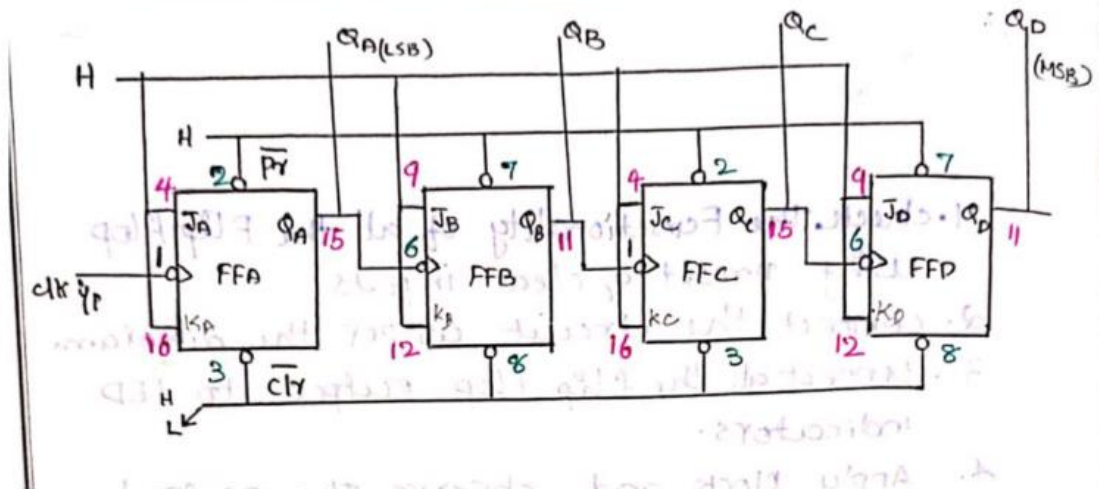 QA(LSB) QB QC QD
(MSB)
H
H
Pr
4 2 9 7 4 2 9 7
JA QA 15 JB QB 11 JC QC 15 JD QD 11
1 6 1 6
clk i/p FFA FFB FFC FFD
KA KB KC KD
16 12 16 12
3 Clr 8 3 8
H
L
indicators.